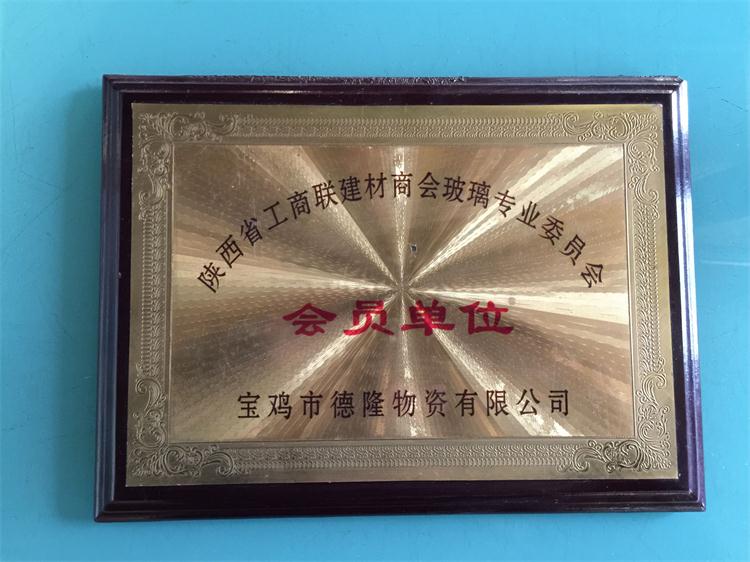 陕西省工商联建材商会玻璃专业委员会
会员单位
宝鸡市德隆物资有限公司